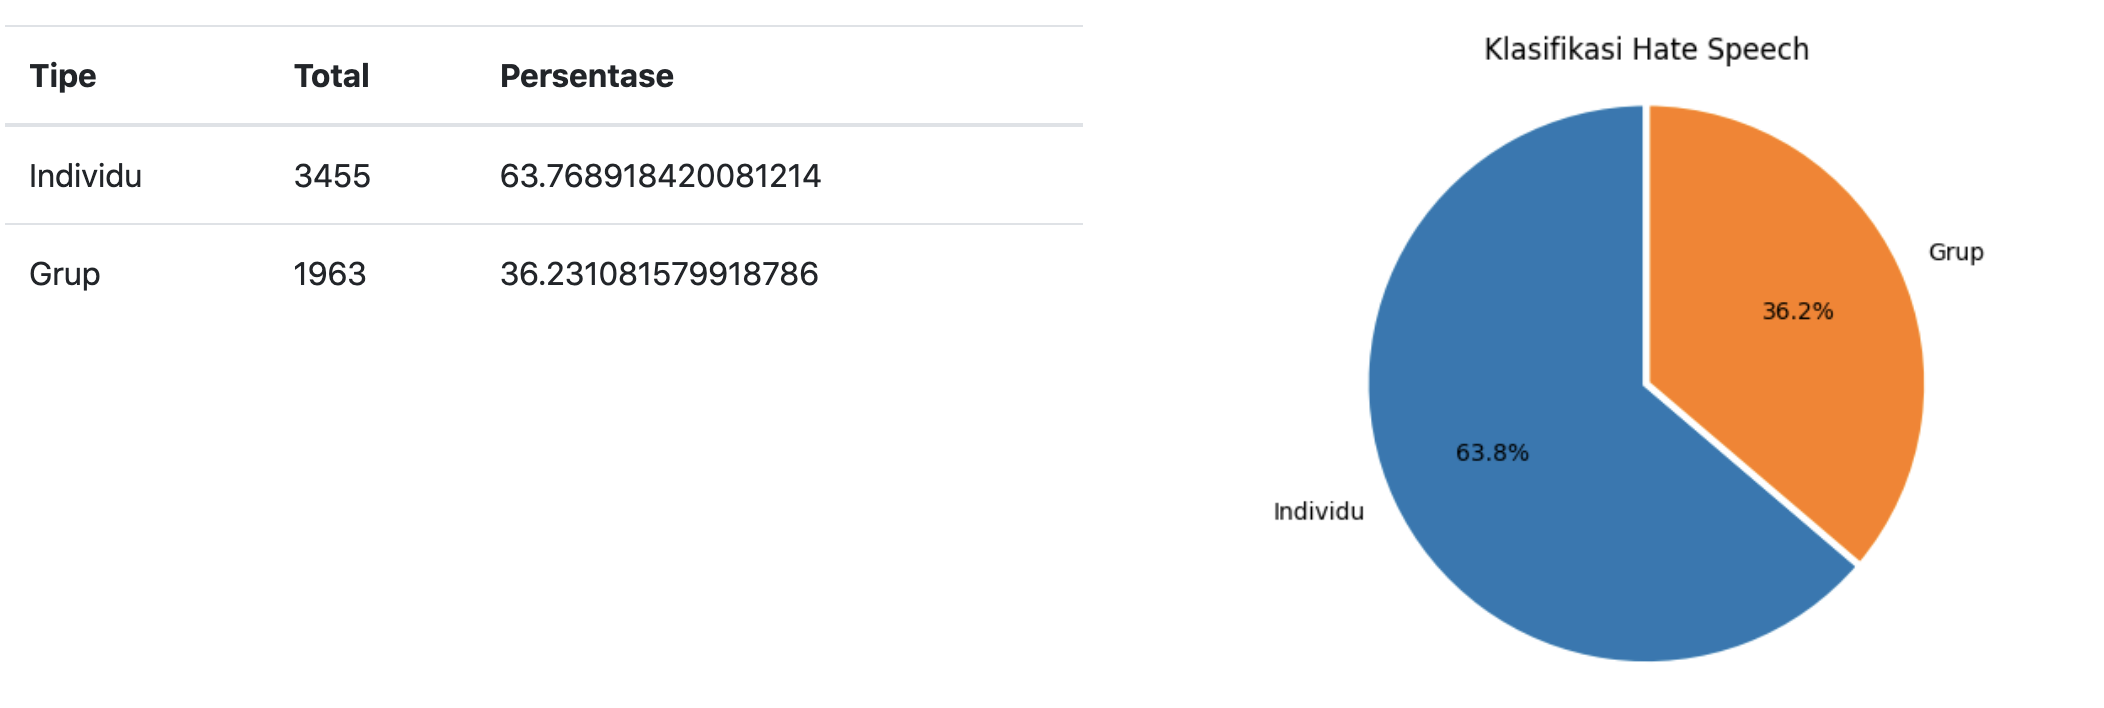 Tipe Total Persentase
Individu 3455 63.768918420081214
Grup 1963 36.231081579918786
Klasifikasi Hate Speech
Grup
36.2%
63.8%
Individu